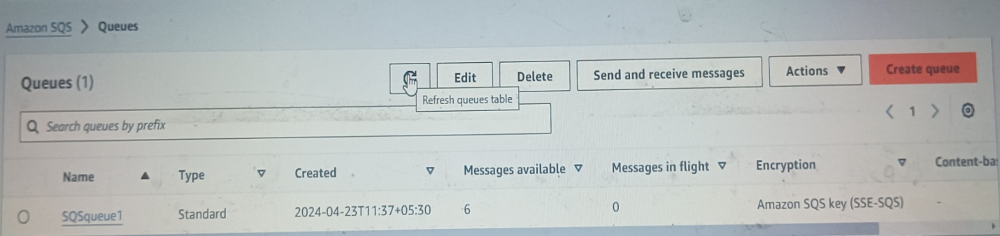 Amazon SQS > Queues
Queues (1)
Edit
Delete
Send and receive messages
Actions ▼
Create queue
Refresh queues table
Search queues by prefix
< 1 >
Name ▲ Type ▽ Created ▽ Messages available ▽ Messages in flight ▽ Encryption ▽ Content-ba
SQSqueue1 Standard 2024-04-23T11:37+05:30 6 0 Amazon SQS key (SSE-SQS) -